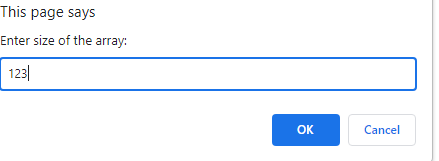 This page says
Enter size of the array:
123
OK Cancel